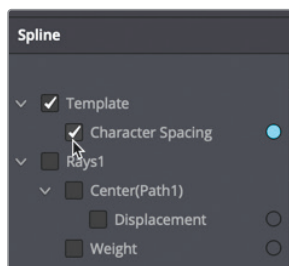 Spline
Template
Character Spacing
Rays1
Center(Path1)
Displacement
Weight